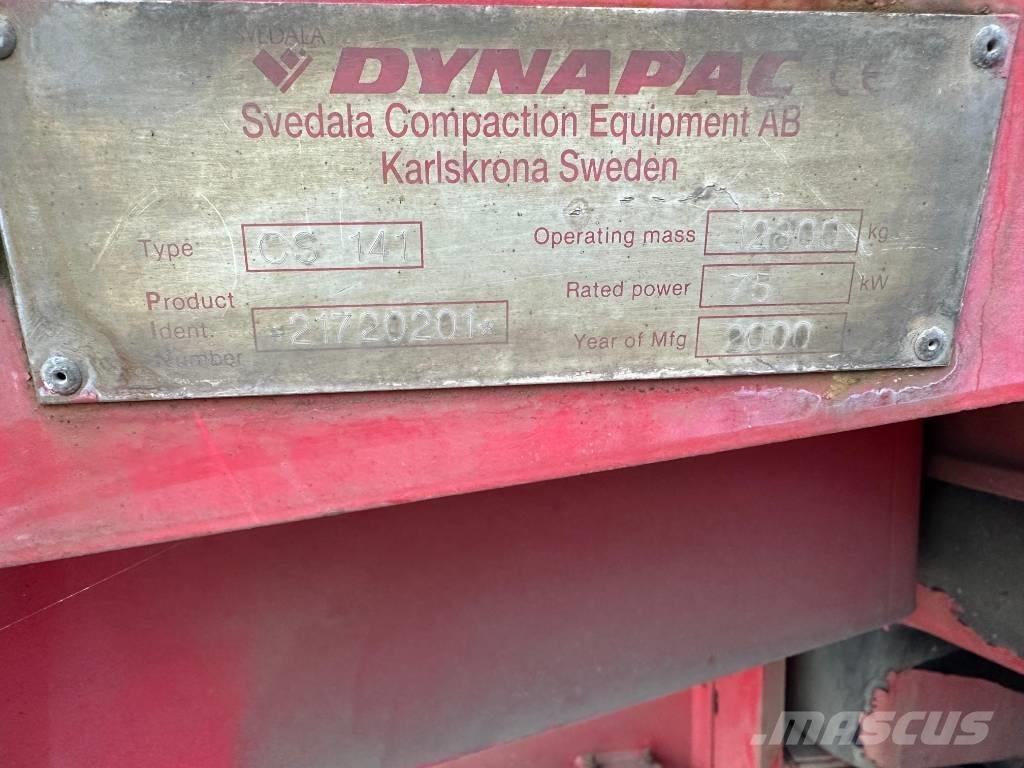 SVEDALA
DYNAPAC CE
Svedala Compaction Equipment AB
Karlskrona Sweden
Type CS 141
Product
Ident. *21720201*
Number
Operating mass kg
Rated power 75 kW
Year of Mfg 2000
MASCUS